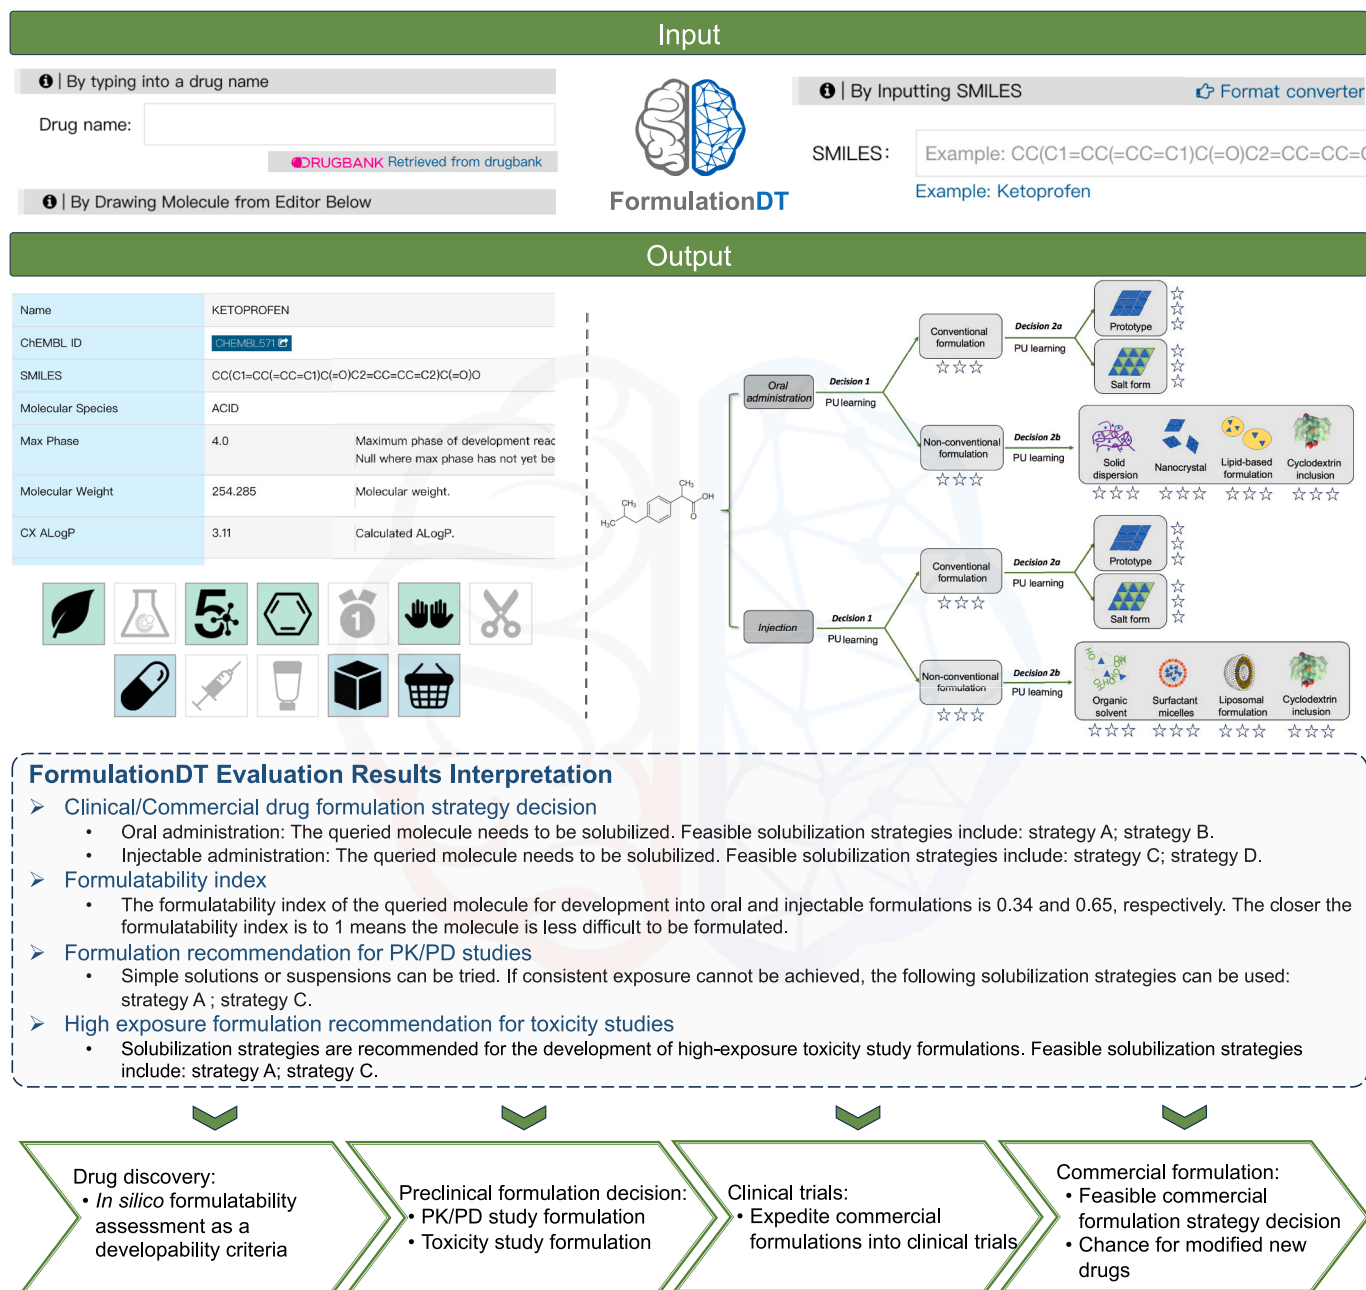 Input
By typing into a drug name
Drug name:
DRUGBANK Retrieved from drugbank
By Drawing Molecule from Editor Below
FormulationDT
By Inputting SMILES
Format converter
SMILES:
Example: CC(C1=CC(=CC=C1)C(=O)C2=CC=CC=C
Example: Ketoprofen
Output
Name KETOPROFEN
ChEMBL ID CHEMBL571
SMILES CC(C1=CC(=CC=C1)C(=O)C2=CC=CC=C2)C(=O)O
Molecular Species ACID
Max Phase 4.0 Maximum phase of development reac
Null where max phase has not yet be
Molecular Weight 254.285 Molecular weight.
CX ALogP 3.11 Calculated ALogP.
5
1
CH₃
CH₃
OH
O
H₃C
Oral
administration
Decision 1
PU learning
Conventional
formulation
Decision 2a
PU learning
Prototype
Salt form
Non-conventional
formulation
Decision 2b
PU learning
Solid
dispersion
Nanocrystal
Lipid-based
formulation
Cyclodextrin
inclusion
Injection
Decision 1
PU learning
Conventional
formulation
Decision 2a
PU learning
Prototype
Salt form
Non-conventional
formulation
Decision 2b
PU learning
Organic
solvent
Surfactant
micelles
Liposomal
formulation
Cyclodextrin
inclusion
FormulationDT Evaluation Results Interpretation
Clinical/Commercial drug formulation strategy decision
• Oral administration: The queried molecule needs to be solubilized. Feasible solubilization strategies include: strategy A; strategy B.
• Injectable administration: The queried molecule needs to be solubilized. Feasible solubilization strategies include: strategy C; strategy D.
Formulatability index
• The formulatability index of the queried molecule for development into oral and injectable formulations is 0.34 and 0.65, respectively. The closer the
formulatability index is to 1 means the molecule is less difficult to be formulated.
Formulation recommendation for PK/PD studies
• Simple solutions or suspensions can be tried. If consistent exposure cannot be achieved, the following solubilization strategies can be used:
strategy A ; strategy C.
High exposure formulation recommendation for toxicity studies
• Solubilization strategies are recommended for the development of high-exposure toxicity study formulations. Feasible solubilization strategies
include: strategy A; strategy C.
Drug discovery:
• In silico formulatability
assessment as a
developability criteria
Preclinical formulation decision:
• PK/PD study formulation
• Toxicity study formulation
Clinical trials:
• Expedite commercial
formulations into clinical trials
Commercial formulation:
• Feasible commercial
formulation strategy decision
• Chance for modified new
drugs